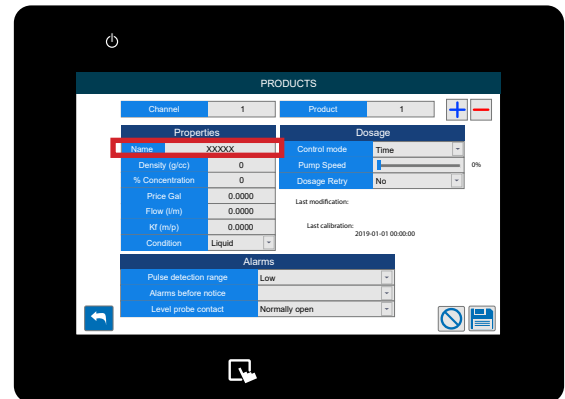 PRODUCTS
Channel 1 Product 1
Properties
Name XXXXX
Density (g/cc) 0
% Concentration 0
Price Gal 0.0000
Flow (l/m) 0.0000
Kf (m/p) 0.0000
Condition Liquid
Dosage
Control mode Time
Pump Speed 0%
Dosage Retry No
Last modification:
Last calibration:
2019-01-01 00:00:00
Alarms
Pulse detection range Low
Alarms before notice
Level probe contact Normally open